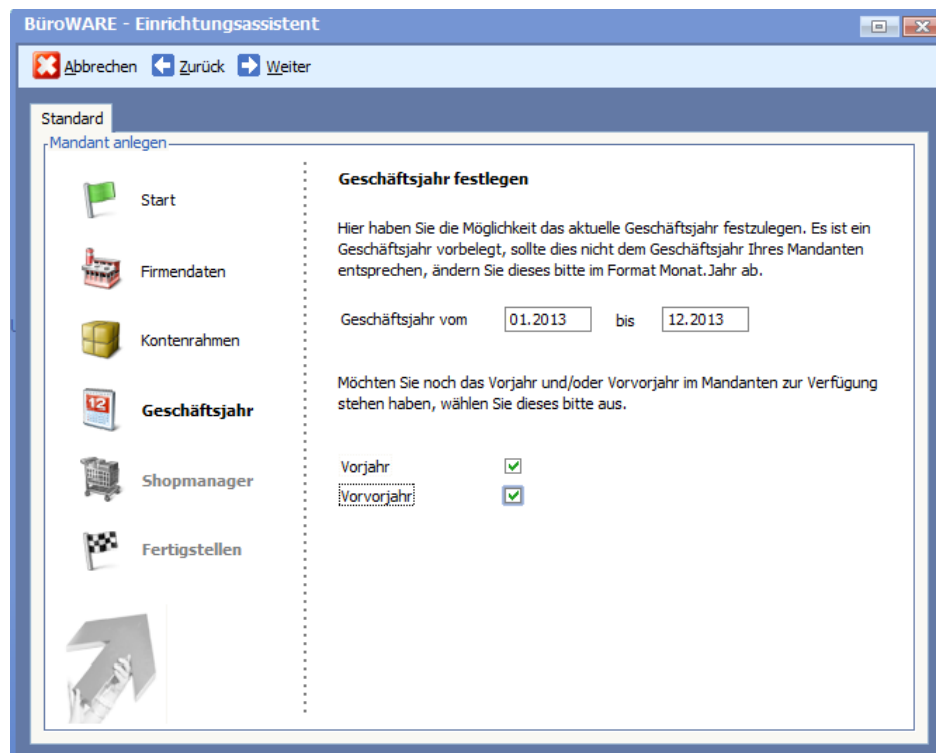 BüroWARE - Einrichtungsassistent
Abbrechen Zurück Weiter
Standard
Mandant anlegen
Start
Firmendaten
Kontenrahmen
12
Geschäftsjahr
Shopmanager
Fertigstellen
Geschäftsjahr festlegen
Hier haben Sie die Möglichkeit das aktuelle Geschäftsjahr festzulegen. Es ist ein
Geschäftsjahr vorbelegt, sollte dies nicht dem Geschäftsjahr Ihres Mandanten
entsprechen, ändern Sie dieses bitte im Format Monat.Jahr ab.
Geschäftsjahr vom 01.2013 bis 12.2013
Möchten Sie noch das Vorjahr und/oder Vorvorjahr im Mandanten zur Verfügung
stehen haben, wählen Sie dieses bitte aus.
Vorjahr
Vorvorjahr